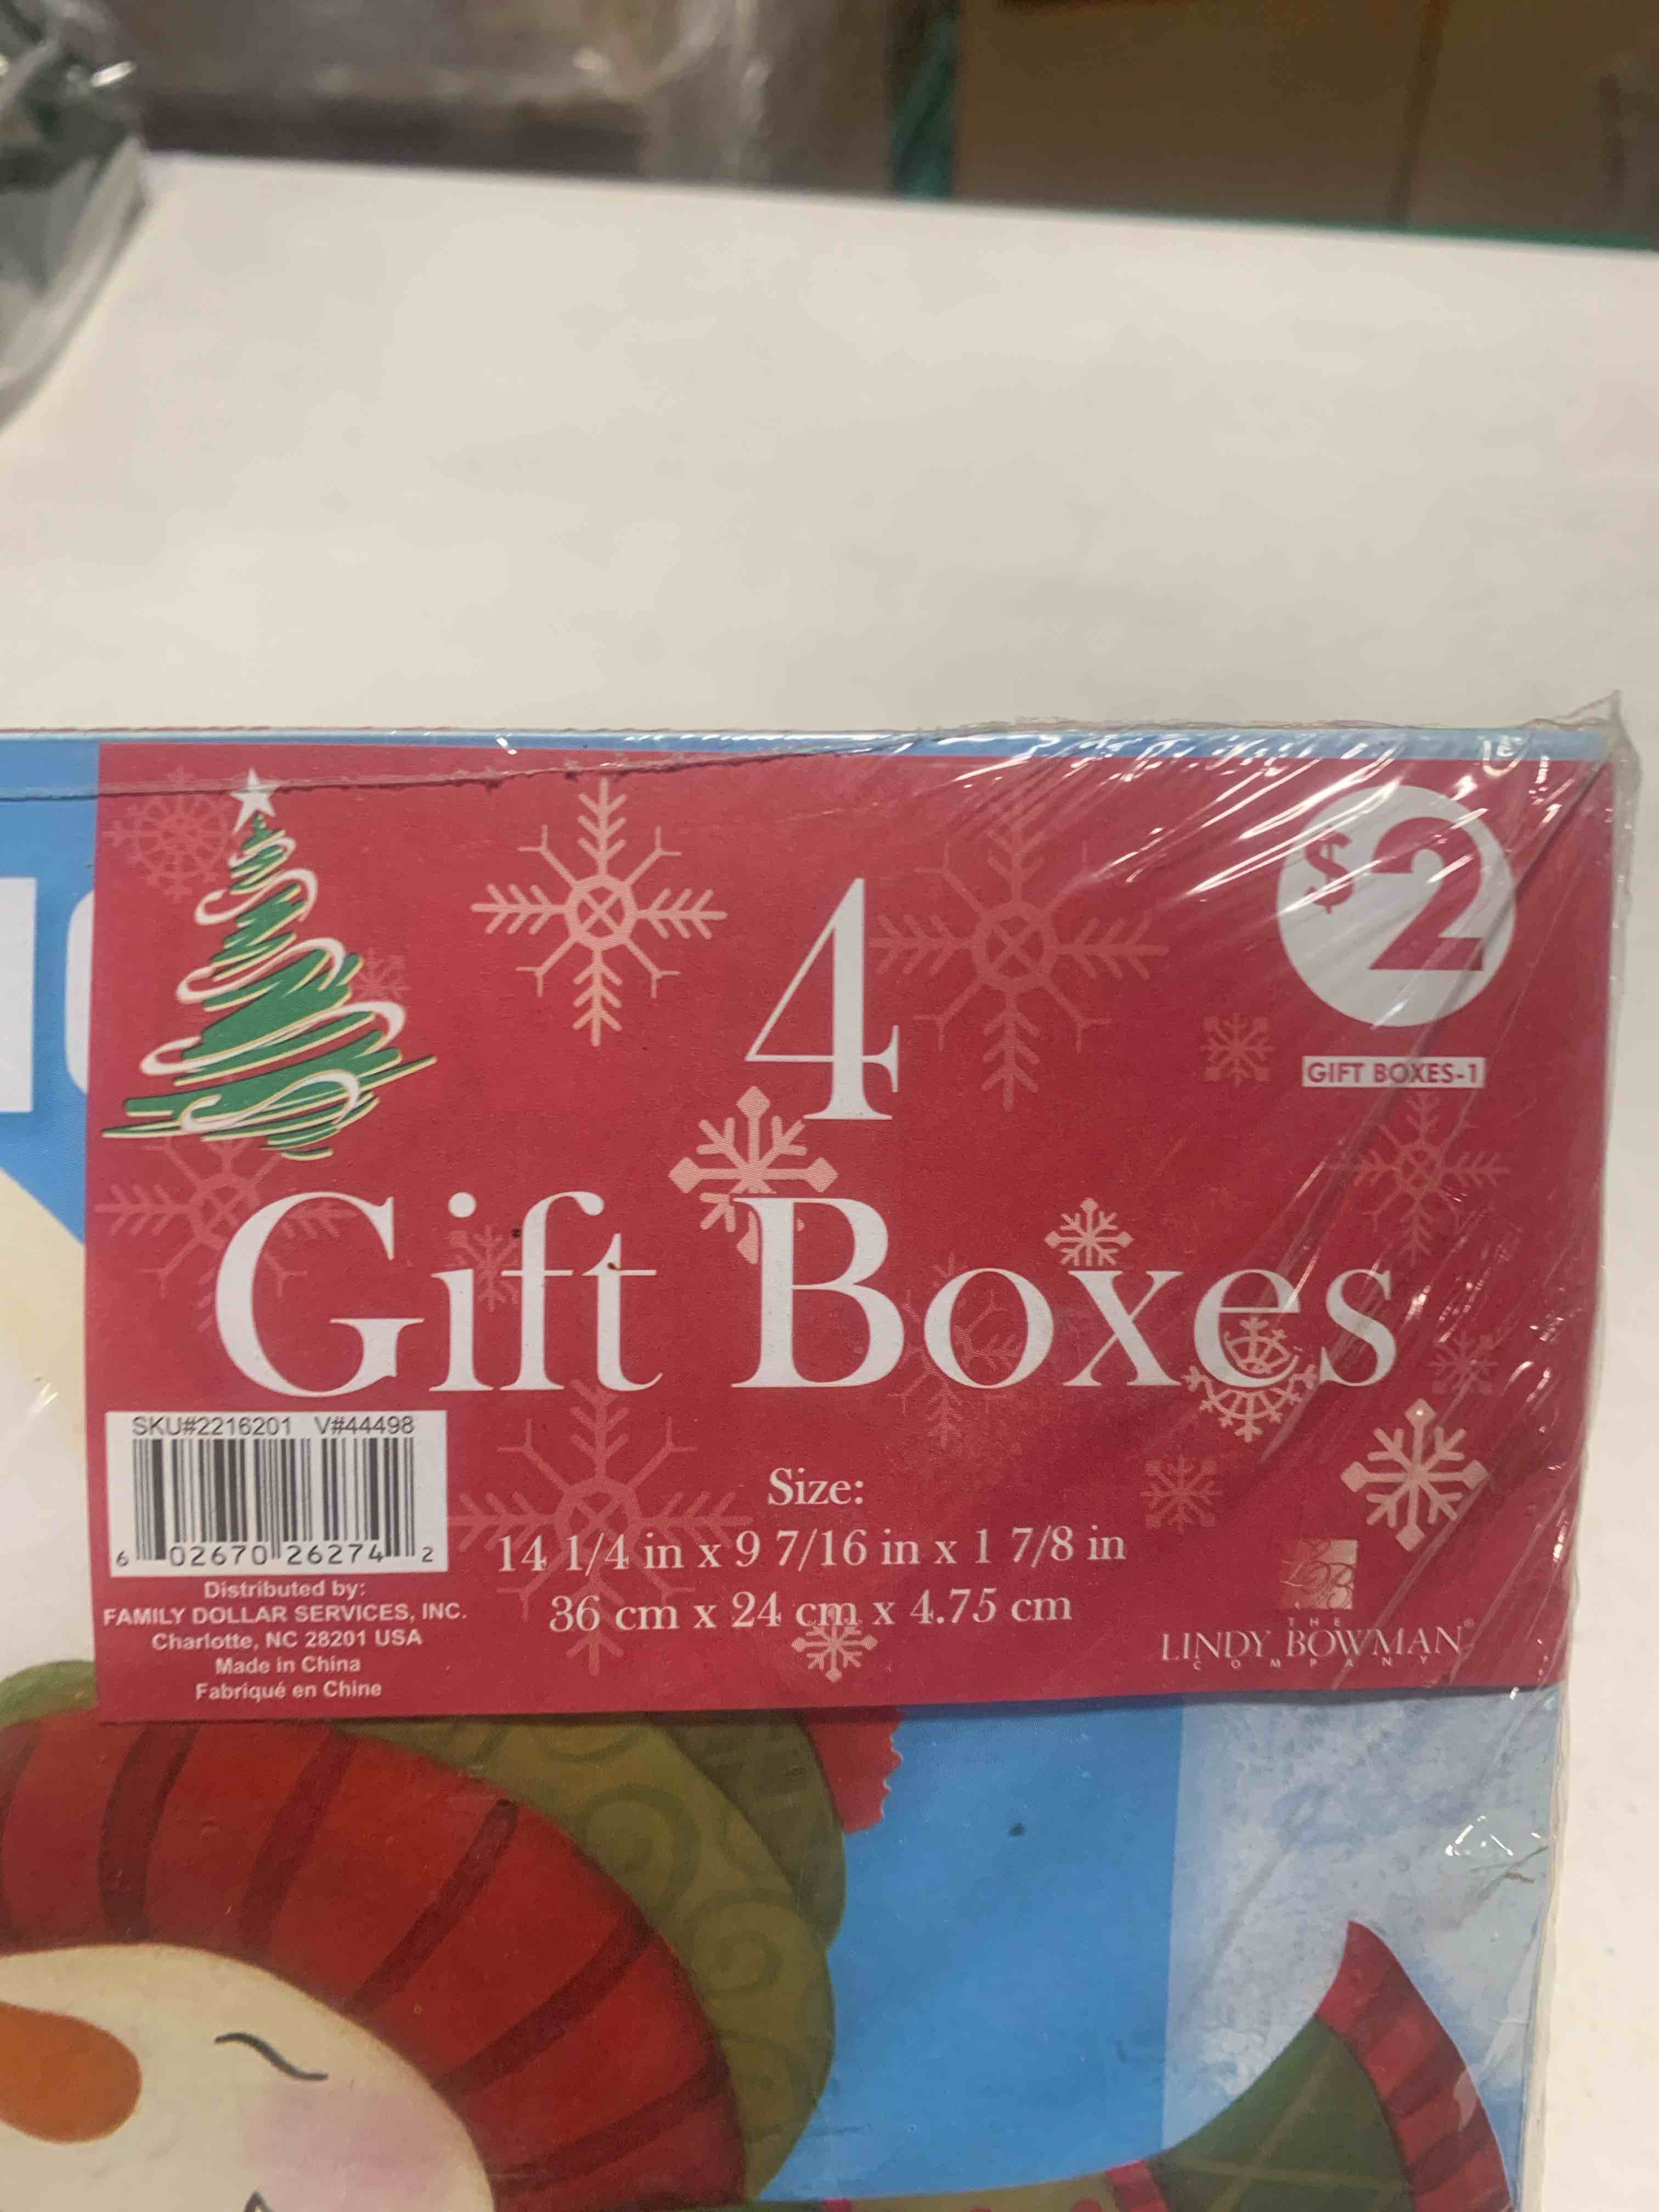 $2
GIFT BOXES-1
4
Gift Boxes
SKU#2216201 V#44498
6 02670 26274 2
Distributed by:
FAMILY DOLLAR SERVICES, INC.
Charlotte, NC 28201 USA
Made in China
Fabriqué en Chine
Size:
14 1/4 in x 9 7/16 in x 1 7/8 in
36 cm x 24 cm x 4.75 cm
THE
LINDY BOWMAN®
COMPANY